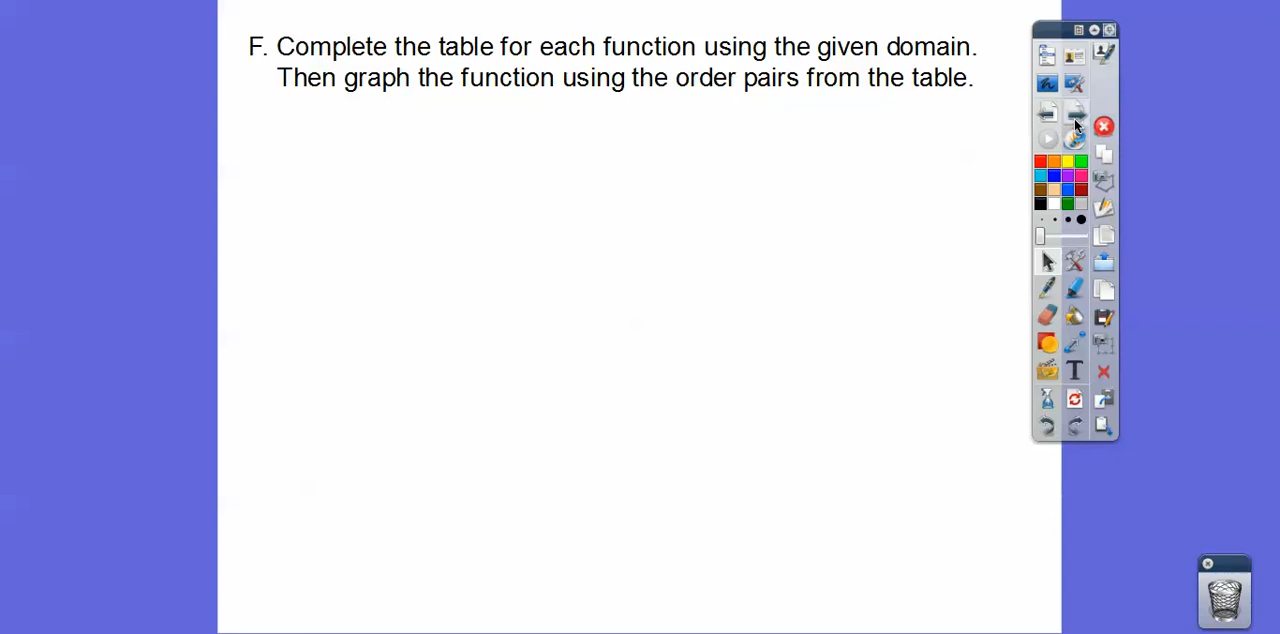 F. Complete the table for each function using the given domain.
Then graph the function using the order pairs from the table.